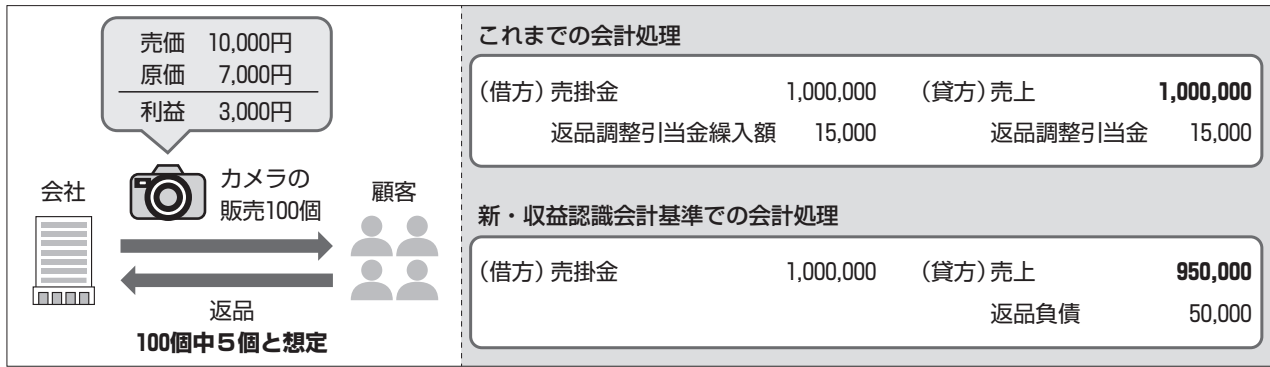 売価 10,000円
原価 7,000円
利益 3,000円
会社
カメラの
販売100個
顧客
返品
100個中5個と想定
これまでの会計処理
(借方)売掛金 1,000,000 (貸方)売上 1,000,000
返品調整引当金繰入額 15,000 返品調整引当金 15,000
新・収益認識会計基準での会計処理
(借方)売掛金 1,000,000 (貸方)売上 950,000
返品負債 50,000